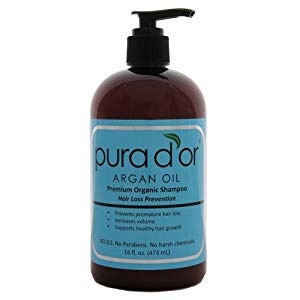 pura d'or
ARGAN OIL
Premium Organic Shampoo
Hair Loss Prevention
• Prevents premature hair loss
• Increases volume
• Supports healthy hair growth
NO SLS. No Parabens. No harsh chemicals.
16 fl. oz. (473 mL)